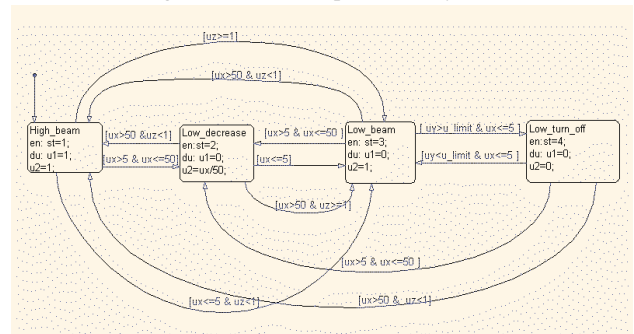 [uz>=1]
[ux>50 & uz<1]
High_beam
en: st=1;
du: u1=1;
u2=1;
[ux>50 &uz<1]
[ux>5 & ux<=50]
Low_decrease
en:st=2;
du: u1=0;
u2=ux/50;
[ux>5 & ux<=50 ]
[ux<=5]
Low_beam
en: st=3;
du: u1=0;
u2=1;
[ uy>u_limit & ux<=5 ]
[uy<u_limit & ux<=5 ]
Low_turn_off
en:st=4;
du: u1=0;
u2=0;
[ux>50 & uz>=1]
[ux>5 & ux<=50 ]
[ux<=5 & uz<1]
[ux>50 & uz<1]